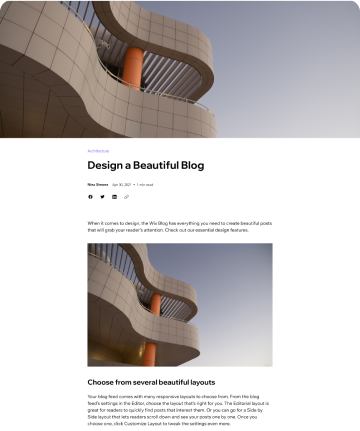 Architecture
Design a Beautiful Blog
Nina Simone Apr 30, 2021 • 1 min read
When it comes to design, the Wix Blog has everything you need to create beautiful posts
that will grab your reader's attention. Check out our essential design features.
Choose from several beautiful layouts
Your blog feed comes with many responsive layouts to choose from. From the blog
feed's settings in the Editor, choose the layout that's right for you. The Editorial layout is
great for readers to quickly find posts that interest them. Or you can go for a Side by
Side layout that lets readers scroll down and see your posts one by one. Once you
choose one, click Customize Layout to tweak the settings even more.